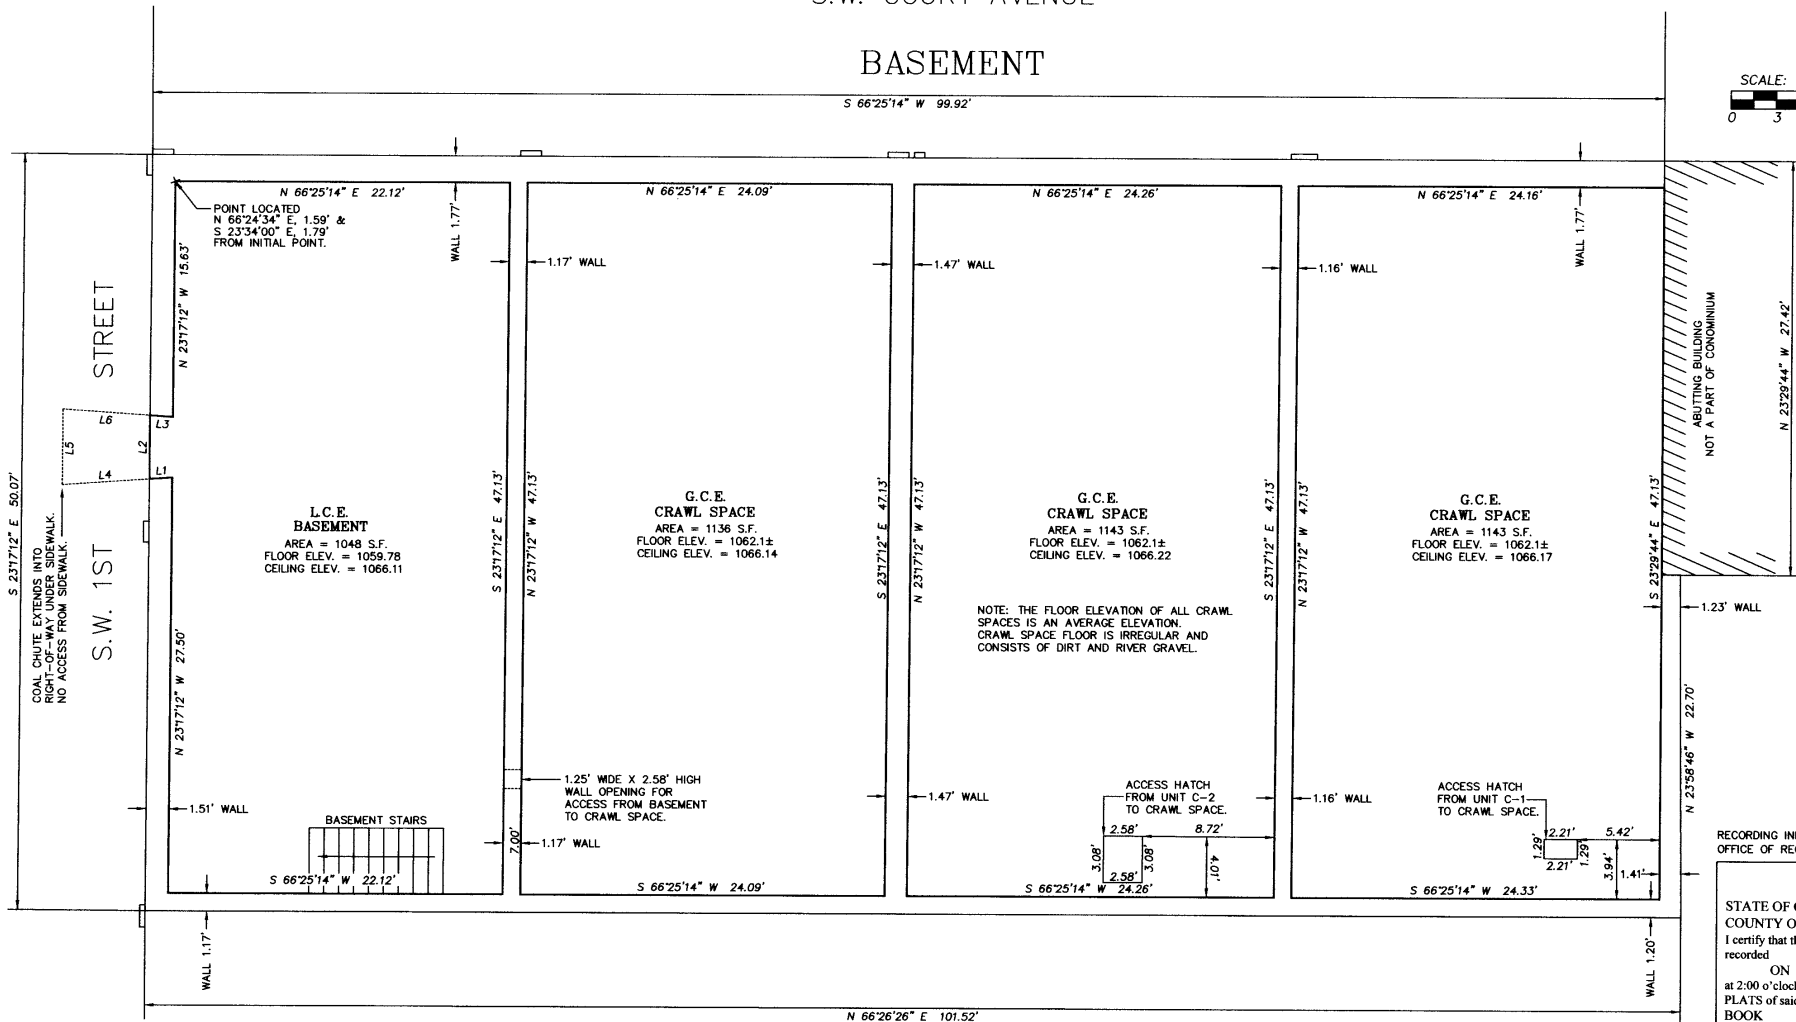 S.W. COURT AVENUE
BASEMENT
S 66°25'14" W 99.92'
SCALE:
0 3
N 66°25'14" E 22.12'
N 66°25'14" E 24.09'
N 66°25'14" E 24.26'
N 66°25'14" E 24.16'
POINT LOCATED
N 66°24'34" E, 1.59' &
S 23°34'00" E, 1.79'
FROM INITIAL POINT.
WALL 1.77'
WALL 1.77'
1.17' WALL
1.47' WALL
1.16' WALL
N 23°17'12" W 15.63'
S 23°17'12" E 50.07'
S.W. 1ST STREET
L6
L3
L5
L2
L4
L1
COAL CHUTE EXTENDS INTO
RIGHT-OF-WAY UNDER SIDEWALK.
NO ACCESS FROM SIDEWALK.
N 23°17'12" W 27.50'
L.C.E.
BASEMENT
AREA = 1048 S.F.
FLOOR ELEV. = 1059.78
CEILING ELEV. = 1066.11
S 23°17'12" E 47.13'
N 23°17'12" W 47.13'
G.C.E.
CRAWL SPACE
AREA = 1136 S.F.
FLOOR ELEV. = 1062.1±
CEILING ELEV. = 1066.14
S 23°17'12" E 47.13'
N 23°17'12" W 47.13'
G.C.E.
CRAWL SPACE
AREA = 1143 S.F.
FLOOR ELEV. = 1062.1±
CEILING ELEV. = 1066.22
NOTE: THE FLOOR ELEVATION OF ALL CRAWL
SPACES IS AN AVERAGE ELEVATION.
CRAWL SPACE FLOOR IS IRREGULAR AND
CONSISTS OF DIRT AND RIVER GRAVEL.
S 23°17'12" E 47.13'
N 23°17'12" W 47.13'
G.C.E.
CRAWL SPACE
AREA = 1143 S.F.
FLOOR ELEV. = 1062.1±
CEILING ELEV. = 1066.17
S 23°29'44" E 47.13'
ABUTTING BUILDING
NOT A PART OF CONOMINIUM
N 23°29'44" W 27.42'
1.23' WALL
N 23°58'46" W 22.70'
1.51' WALL
BASEMENT STAIRS
1.25' WIDE X 2.58' HIGH
WALL OPENING FOR
ACCESS FROM BASEMENT
TO CRAWL SPACE.
7.00'
1.17' WALL
1.47' WALL
ACCESS HATCH
FROM UNIT C-2
TO CRAWL SPACE.
2.58'
8.72'
3.08'
3.08'
2.58'
4.01'
1.16' WALL
ACCESS HATCH
FROM UNIT C-1
TO CRAWL SPACE.
2.21'
5.42'
1.29'
1.29'
2.21'
3.94'
1.41'
S 66°25'14" W 22.12'
S 66°25'14" W 24.09'
S 66°25'14" W 24.26'
S 66°25'14" W 24.33'
WALL 1.17'
WALL 1.20'
N 66°26'26" E 101.52'
RECORDING
OFFICE OF
STATE OF
COUNTY
I certify that
recorded
ON
at 2:00 o'clock
PLATS of said
BOOK